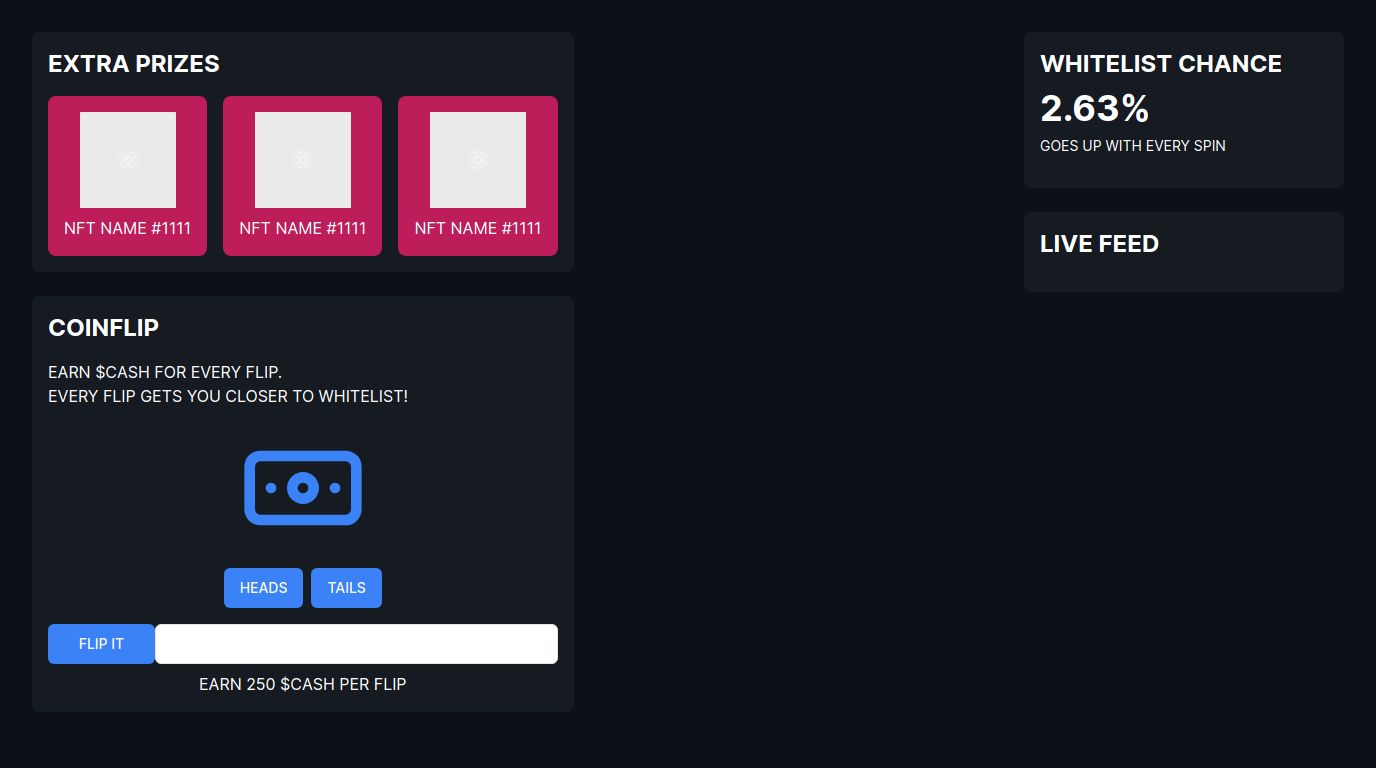 EXTRA PRIZES
NFT NAME #1111
NFT NAME #1111
NFT NAME #1111
COINFLIP
EARN $CASH FOR EVERY FLIP.
EVERY FLIP GETS YOU CLOSER TO WHITELIST!
HEADS
TAILS
FLIP IT
EARN 250 $CASH PER FLIP
WHITELIST CHANCE
2.63%
GOES UP WITH EVERY SPIN
LIVE FEED